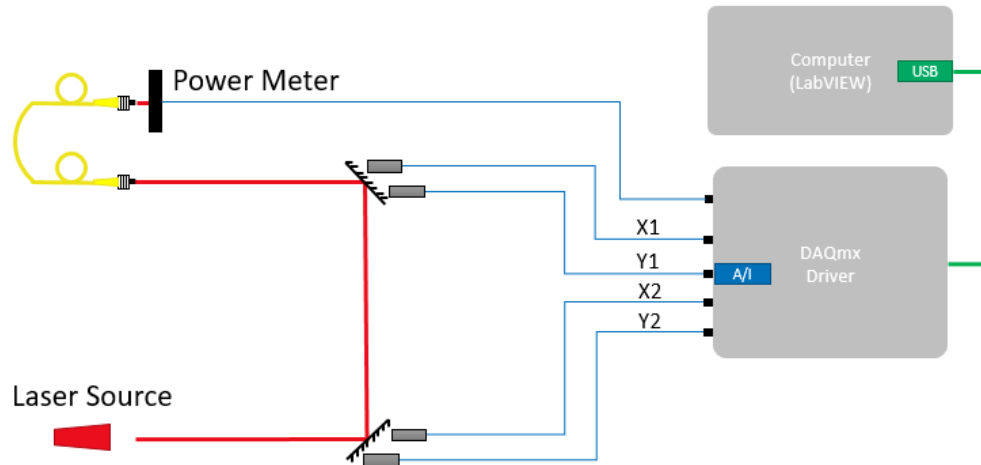 Computer
(LabVIEW)
USB
Power Meter
X1
Y1
A/I
DAQmx
Driver
X2
Y2
Laser Source